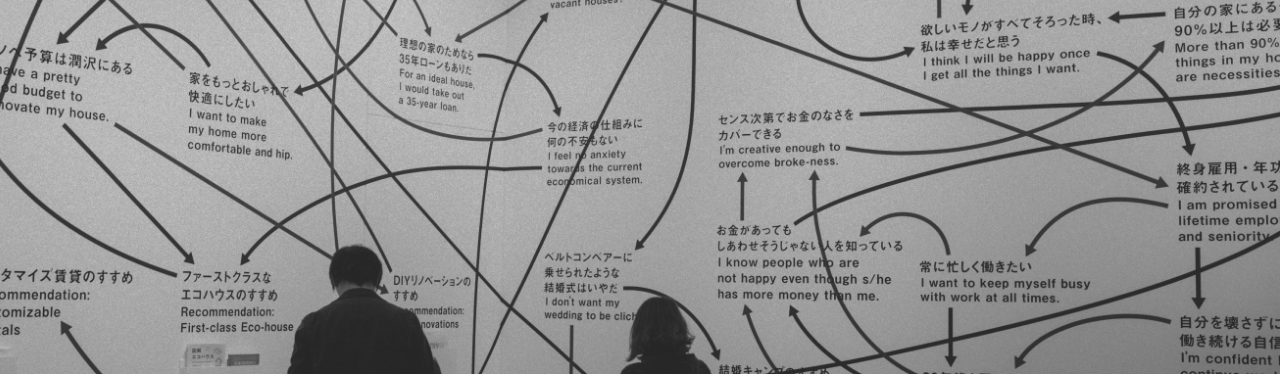 vacant houses?
ノベ予算は潤沢にある
have a pretty
budget to
my house.
家をもっとおしゃれで
快適にしたい
I want to make
my home more
comfortable and hip.
理想の家のためなら
35年ローンもありだ
For an ideal house,
I would take out
a 35-year loan.
今の経済の仕組みに
何の不安もない
I feel no anxiety
towards the current
economical system.
センス次第でお金のなさを
カバーできる
I'm creative enough to
overcome broke-ness.
欲しいモノがすべてそろった時、
私は幸せだと思う
I think I will be happy once
I get all the things I want.
自分の家にある
90%以上は必要
More than 90%
things in my
are necessities
終身雇用・年功
確約されている
I am promised
lifetime
and seniority
お金があっても
しあわせそうじゃない人を知っている
I know people who are
not happy even though s/he
has more money than me.
常に忙しく働きたい
I want to keep myself busy
with work at all times.
自分を壊さずに
働き続ける自信
I'm confident I
ベルトコンベアーに
乗せられたような
結婚式はいやだ
I don't want my
wedding to be
タマイズ賃貸のすすめ
ファーストクラスな
エコハウスのすすめ
Recommendation:
First-class Eco-house
DIYリノベーションの
すすめ
結婚キャンプのすすめ